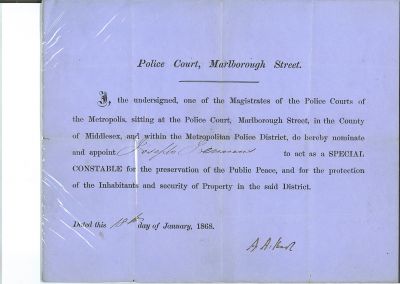 Police Court, Marlborough Street.
I, the undersigned, one of the Magistrates of the Police Courts of
the Metropolis, sitting at the Police Court, Marlborough Street, in the County
of Middlesex, and within the Metropolitan Police District, do hereby nominate
and appoint Joseph to act as a SPECIAL
CONSTABLE for the preservation of the Public Peace, and for the protection
of the Inhabitants and security of Property in the said District.
Dated this 18th day of January, 1868.